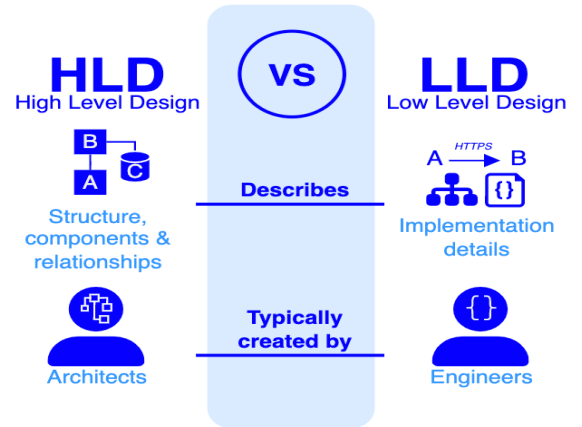 HLD
High Level Design
VS
LLD
Low Level Design
B
A
C
HTTPS
A
B
{}
Describes
Structure,
components &
relationships
Implementation
details
Typically
created by
{}
Architects
Engineers